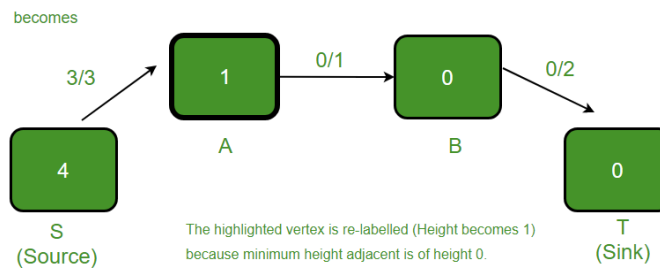 becomes
3/3
1
0/1
0
0/2
A
B
4
0
S
(Source)
T
(Sink)
The highlighted vertex is re-labelled (Height becomes 1)
because minimum height adjacent is of height 0.